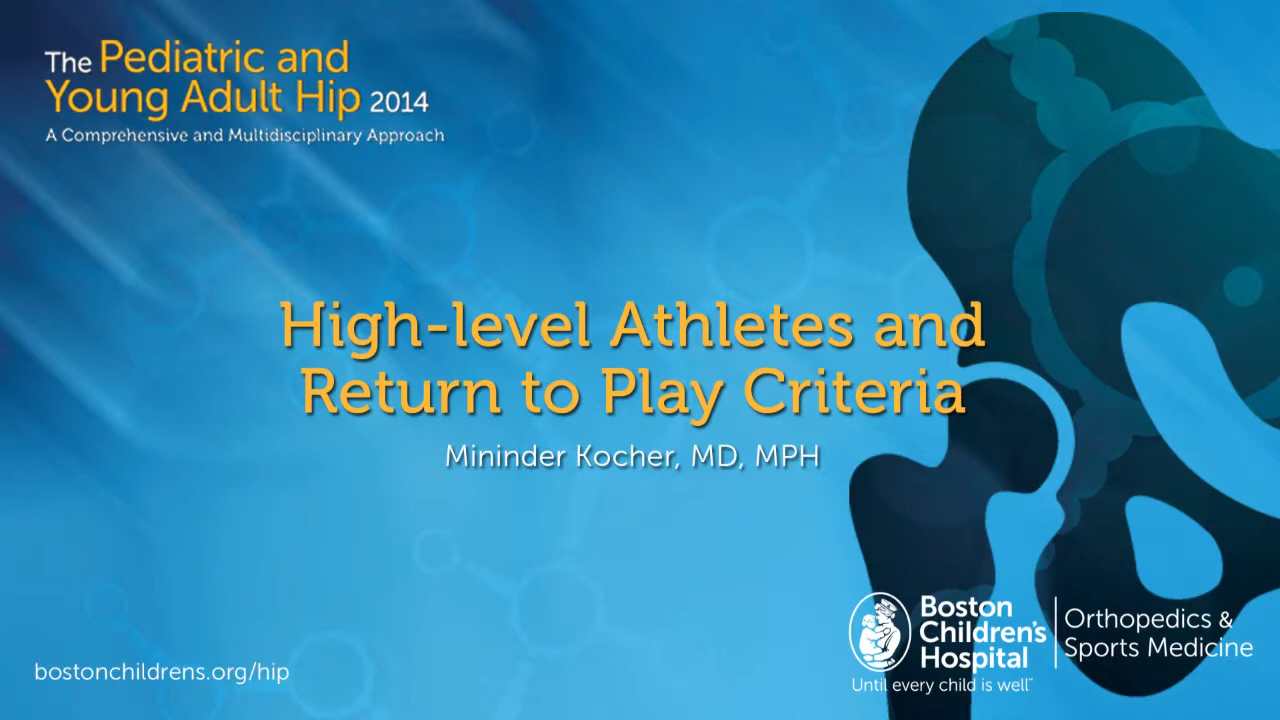 The Pediatric and
Young Adult Hip 2014
A Comprehensive and Multidisciplinary Approach
High-level Athletes and
Return to Play Criteria
Mininder Kocher, MD, MPH
bostonchildrens.org/hip
Boston
Children's
Hospital
Until every child is well™
Orthopedics &
Sports Medicine